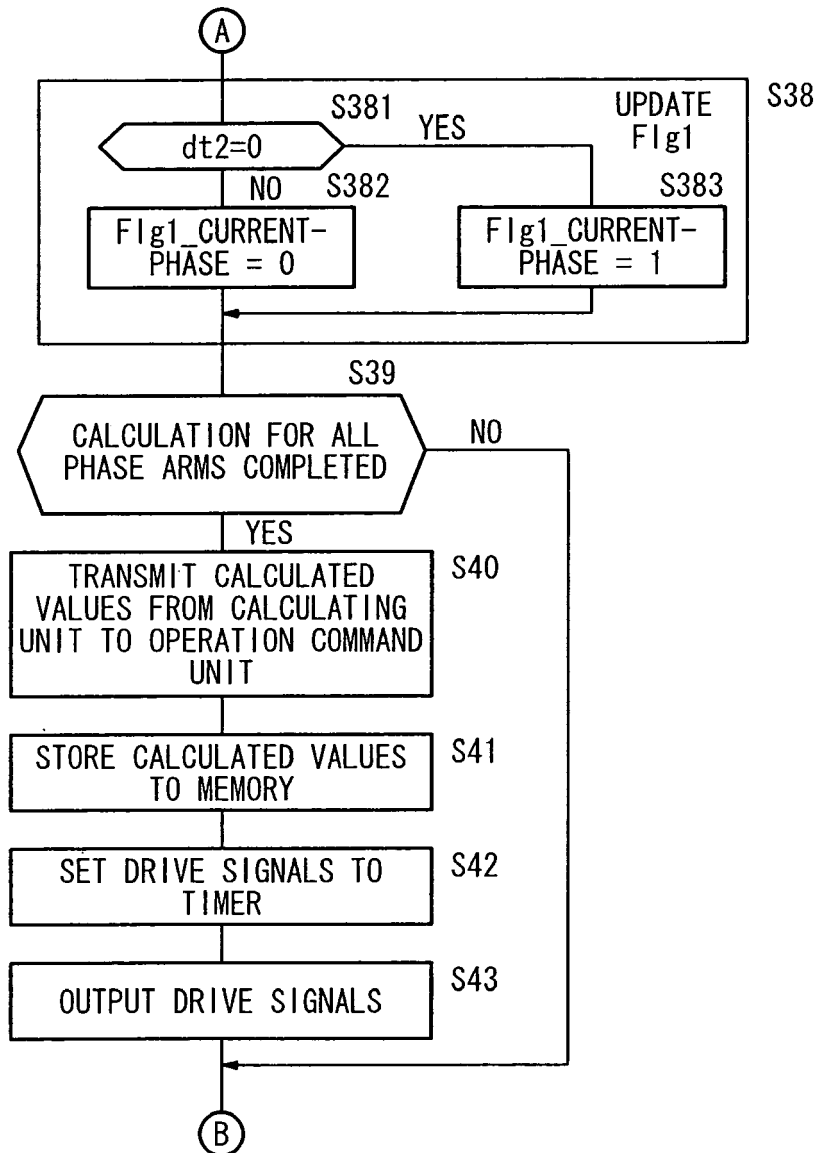 A
S38
UPDATE
Flg1
S381
dt2=0
YES
NO
S382
S383
Flg1_CURRENT-
PHASE = 0
Flg1_CURRENT-
PHASE = 1
S39
CALCULATION FOR ALL
PHASE ARMS COMPLETED
NO
YES
TRANSMIT CALCULATED
VALUES FROM CALCULATING
UNIT TO OPERATION COMMAND
UNIT
S40
STORE CALCULATED VALUES
TO MEMORY
S41
SET DRIVE SIGNALS TO
TIMER
S42
OUTPUT DRIVE SIGNALS
S43
B